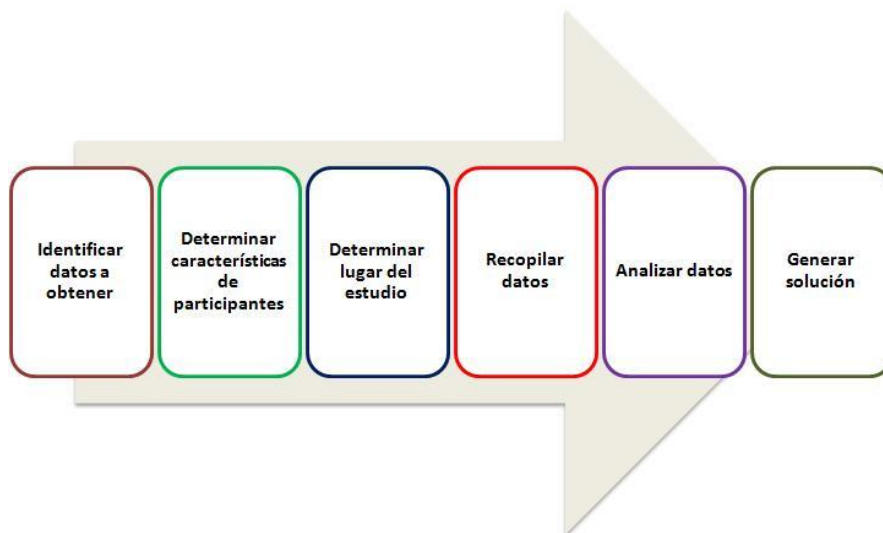 Identificar
datos a
obtener
Determinar
características
de
participantes
Determinar
lugar del
estudio
Recopilar
datos
Analizar datos
Generar
solución